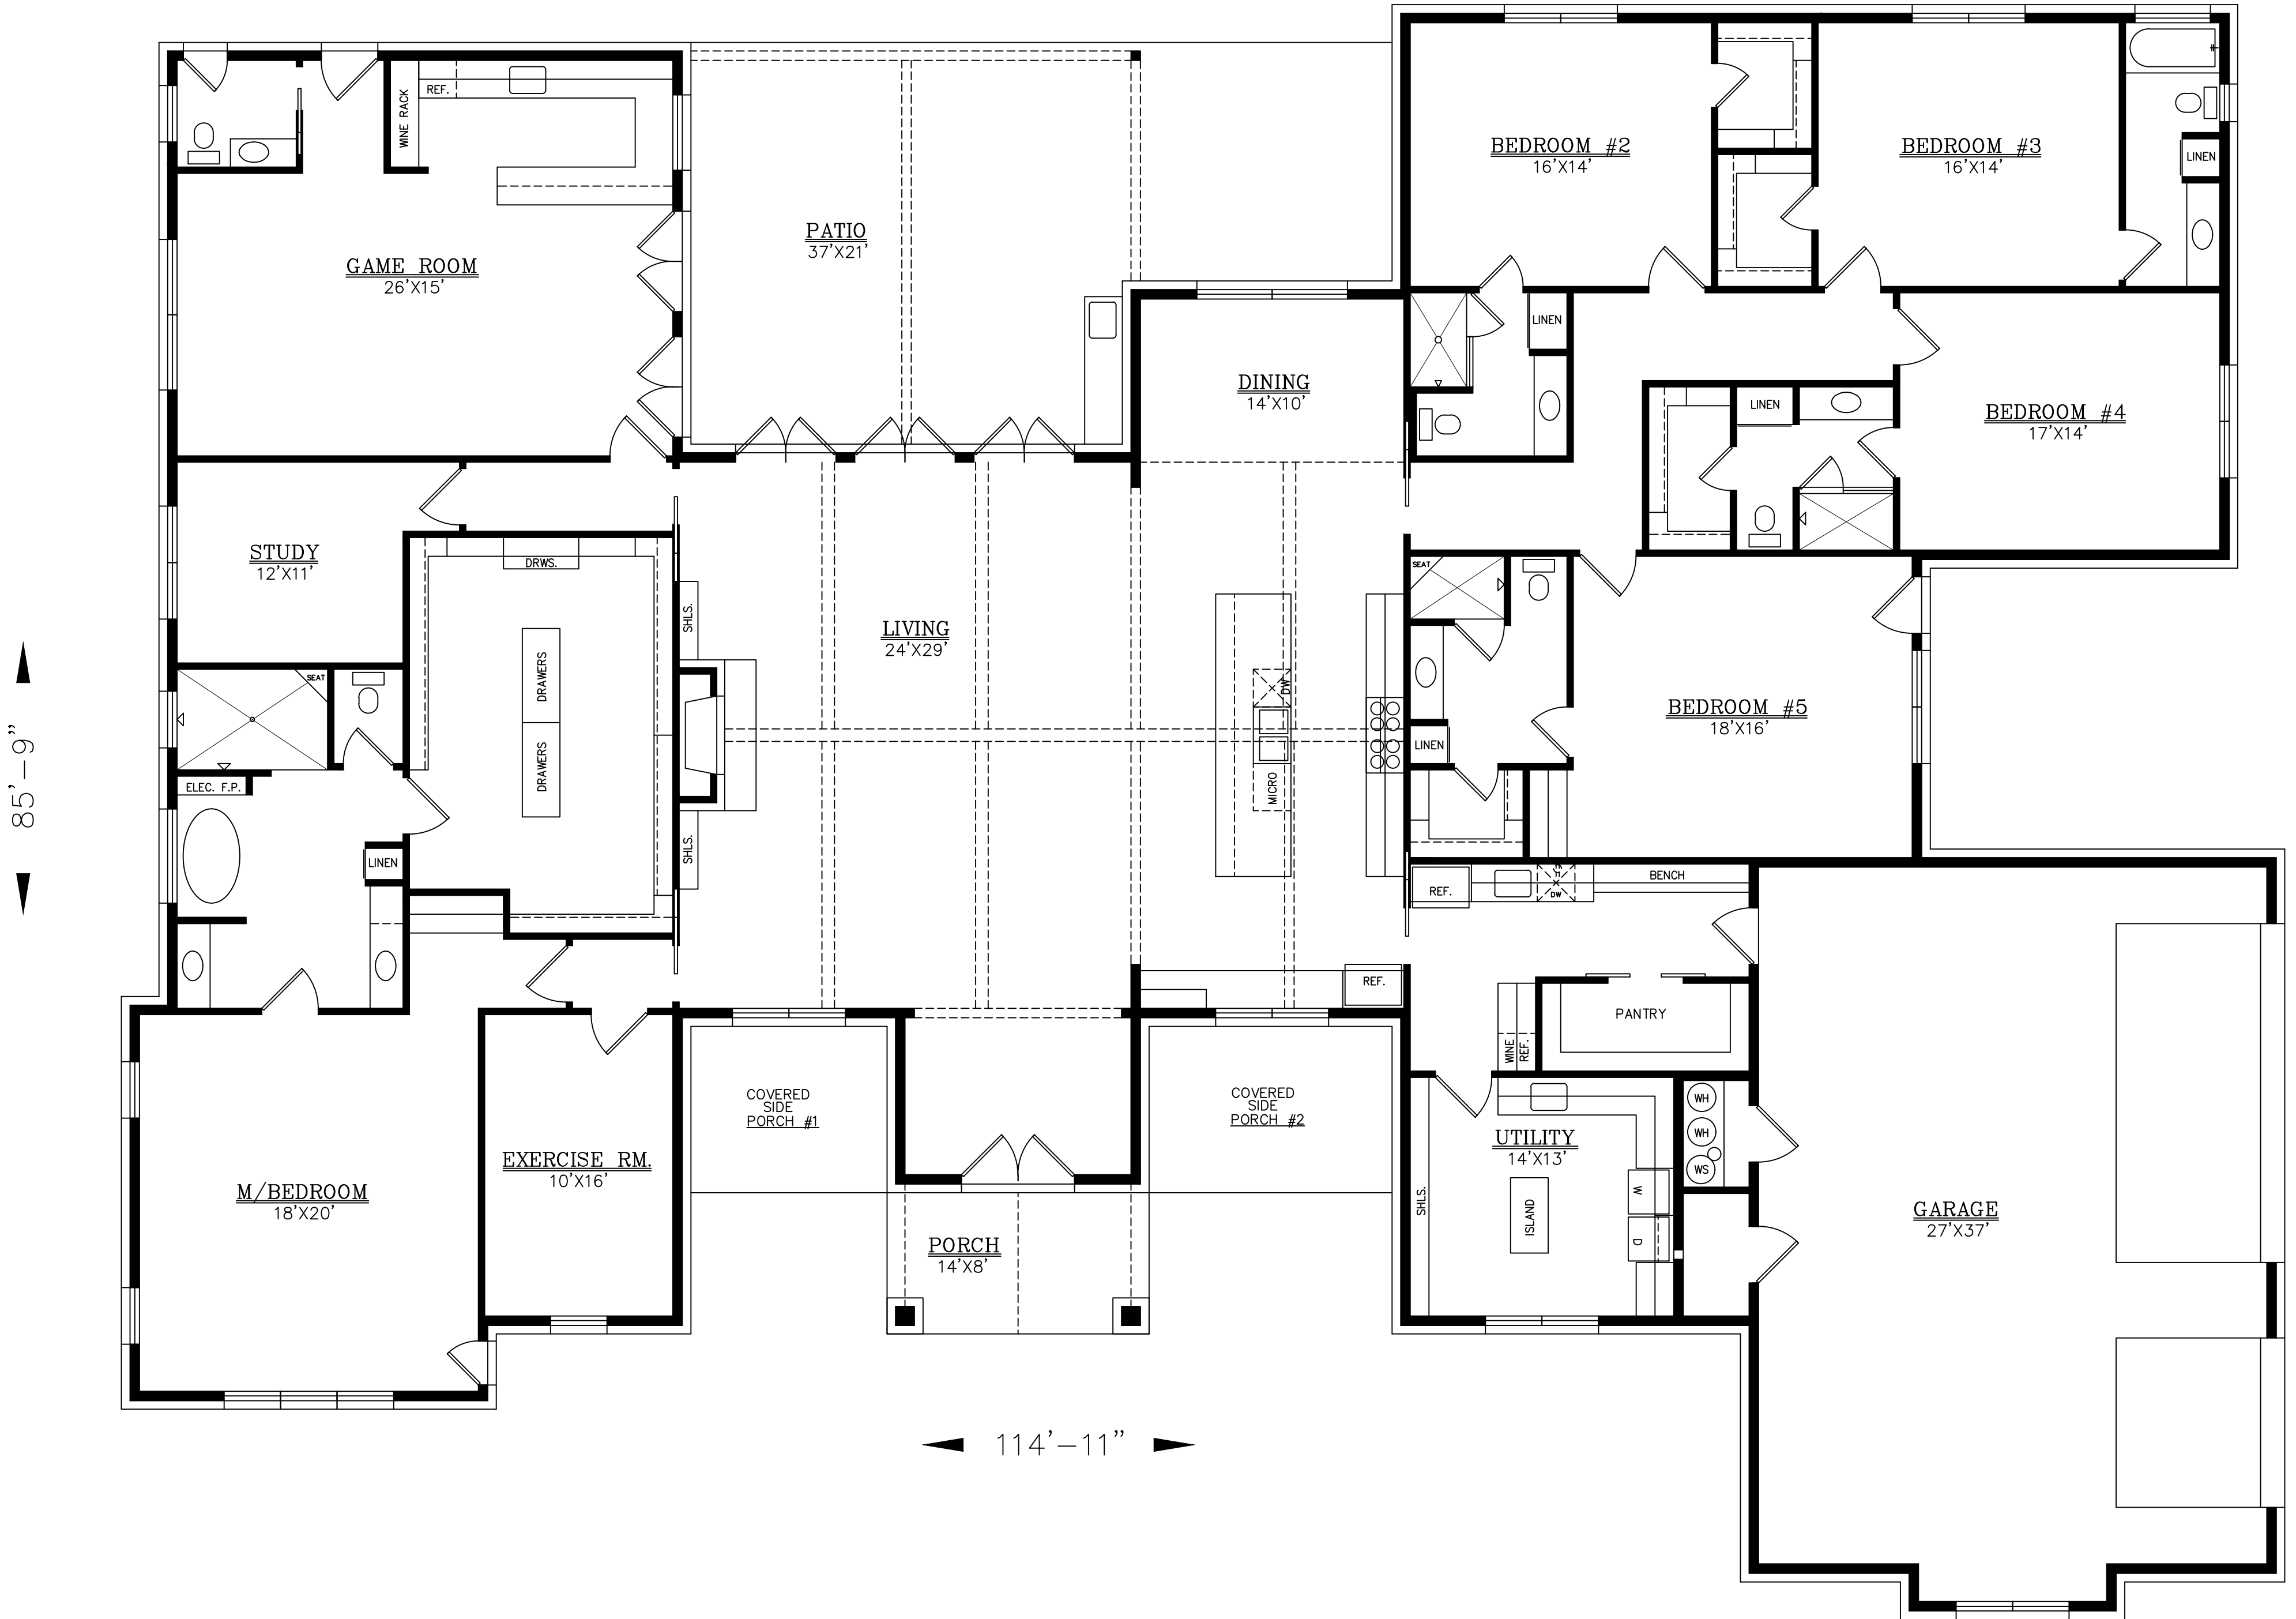 BEDROOM #2
16'X14'
BEDROOM #3
16'X14'
LINEN
WINE RACK
REF.
PATIO
37'X21'
GAME ROOM
26'X15'
LINEN
DINING
14'X10'
LINEN
BEDROOM #4
17'X14'
STUDY
12'X11'
DRWS.
SEAT
SHLS.
LIVING
24'X29'
DRAWERS
DRAWERS
SEAT
DW
MICRO
LINEN
BEDROOM #5
18'X16'
85'-9"
ELEC. F.P.
SHLS.
LINEN
REF.
DW
BENCH
REF.
PANTRY
WINE
REF.
COVERED
SIDE
PORCH #1
COVERED
SIDE
PORCH #2
WH
WH
WS
UTILITY
14'X13'
EXERCISE RM.
10'X16'
M/BEDROOM
18'X20'
SHLS.
ISLAND
W
D
GARAGE
27'X37'
PORCH
14'X8'
114'-11"